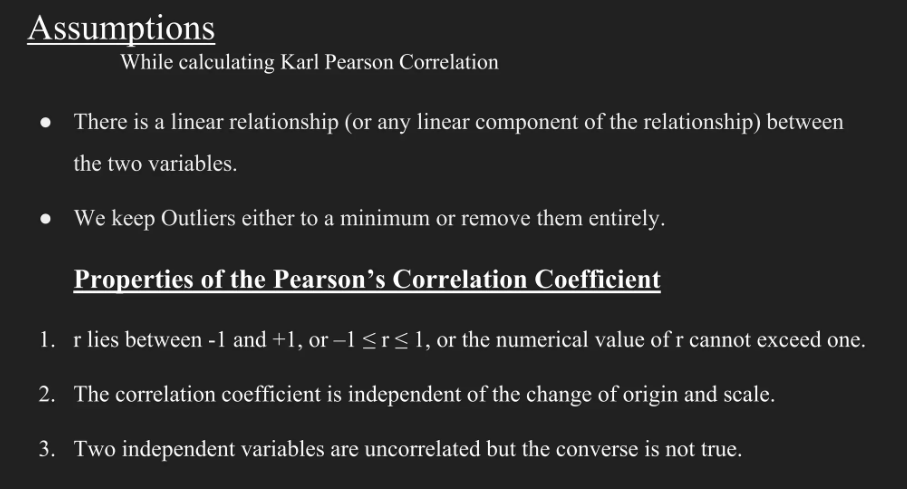 Assumptions
While calculating Karl Pearson Correlation
● There is a linear relationship (or any linear component of the relationship) between
the two variables.
● We keep Outliers either to a minimum or remove them entirely.
Properties of the Pearson’s Correlation Coefficient
1. r lies between -1 and +1, or –1 ≤ r ≤ 1, or the numerical value of r cannot exceed one.
2. The correlation coefficient is independent of the change of origin and scale.
3. Two independent variables are uncorrelated but the converse is not true.